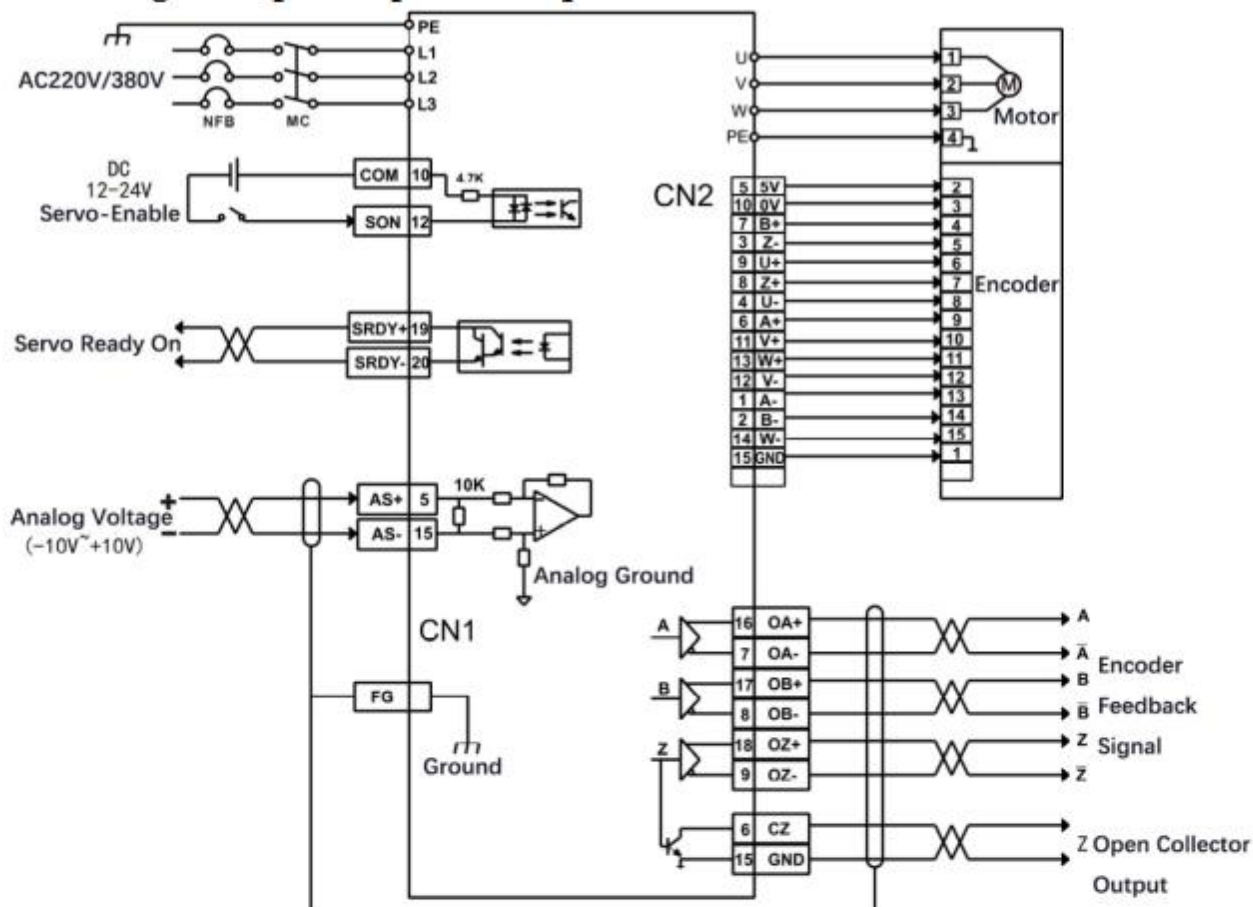 PE
L1
AC220V/380V
L2
L3
NFB MC
U
V
W
PE
1
2
3
4
M
Motor
DC
12-24V
Servo-Enable
COM 10
4.7K
SON 12
CN2
5 5V 2
10 0V 3
7 B+ 4
3 Z- 5
9 U+ 6
8 Z+ 7
4 U- 8
6 A+ 9
11 V+ 10
13 W+ 11
12 V- 12
1 A- 13
2 B- 14
14 W- 15
15 GND 1
Encoder
Servo Ready On
SRDY+ 19
SRDY- 20
Analog Voltage
(-10V~+10V)
+
-
AS+ 5
10K
AS- 15
-
+
Analog Ground
CN1
FG
Ground
A 16 OA+ A
7 OA- A̅
B 17 OB+ B
8 OB- B̅
Z 18 OZ+ Z
9 OZ- Z̅
Encoder
Feedback
Signal
6 CZ
15 GND
Z Open Collector
Output